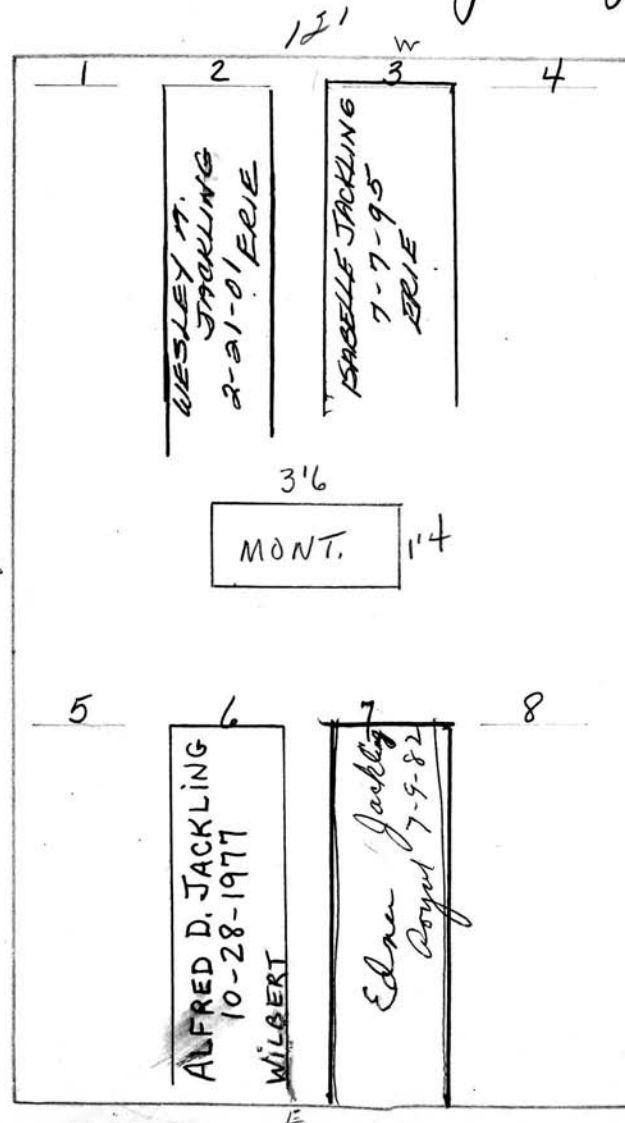 12'
W
1 2 3 4
WESLEY A.
JACKLING
2-21-01
ERIE
ISABELLE JACKLING
7-7-95
ERIE
3'6
MONT.
1'4
5 6 7 8
ALFRED D. JACKLING
10-28-1977
WILBERT
Edna Jackling
7-9-82
E